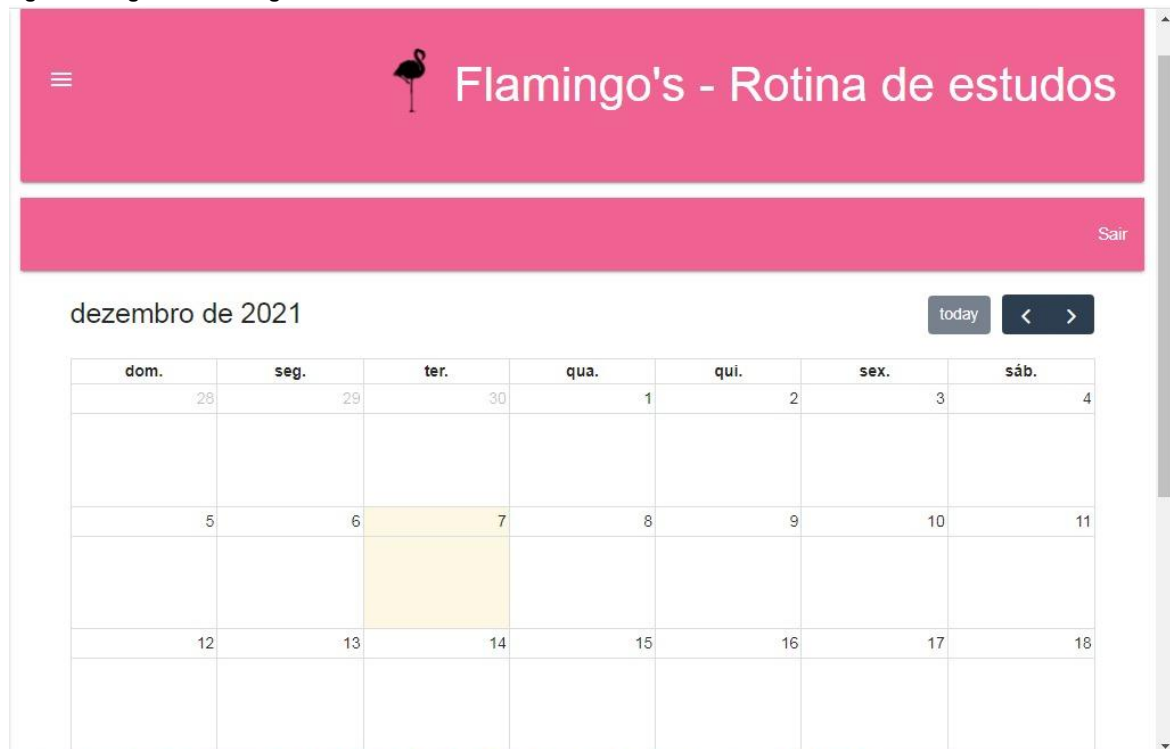 Flamingo's - Rotina de estudos
Sair
dezembro de 2021
today
dom. seg. ter. qua. qui. sex. sáb.
28 29 30 1 2 3 4
5 6 7 8 9 10 11
12 13 14 15 16 17 18